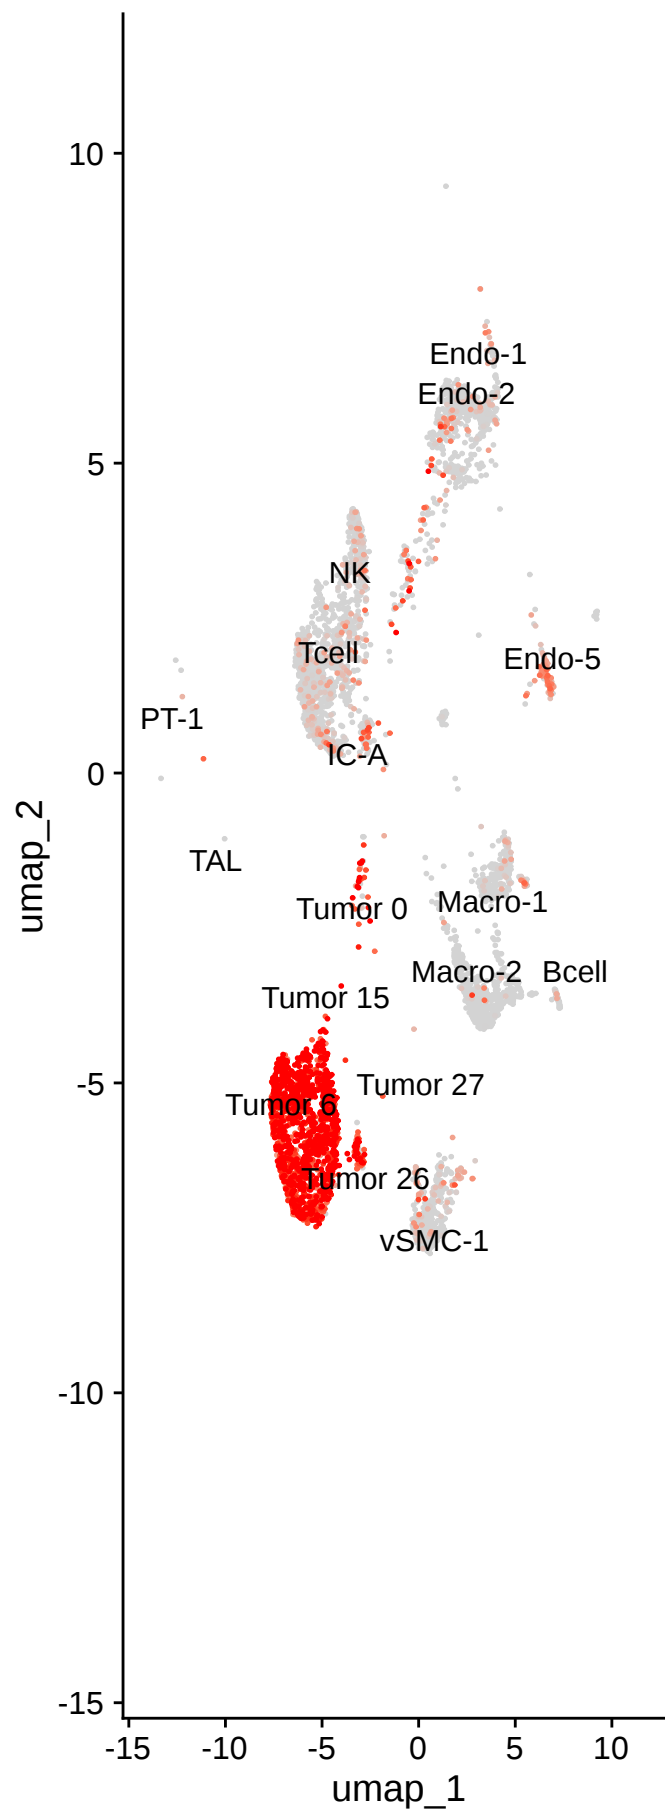 10
Endo-1
Endo-2
5
NK
Tcell
Endo-5
PT-1
IC-A
0
TAL
umap_2
Tumor 0
Macro-1
Macro-2
Bcell
Tumor 15
-5
Tumor 27
Tumor 6
Tumor 26
vSMC-1
-10
-15
-15 -10 -5 0 5 10
umap_1